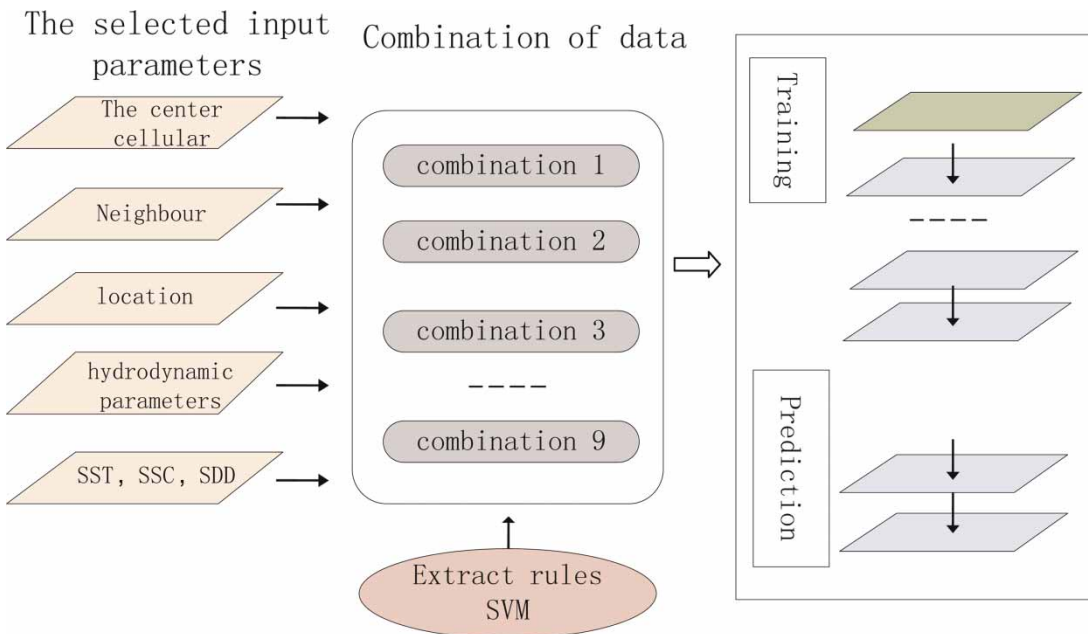 The selected input
parameters
Combination of data
The center
cellular
Neighbour
location
hydrodynamic
parameters
SST, SSC, SDD
combination 1
combination 2
combination 3
combination 9
Extract rules
SVM
Training
Prediction